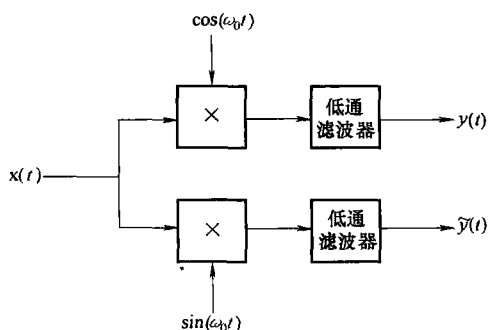 cos(ω₀t)
×
低通
滤波器
y(t)
x(t)
×
低通
滤波器
ỹ(t)
sin(ω₀t)